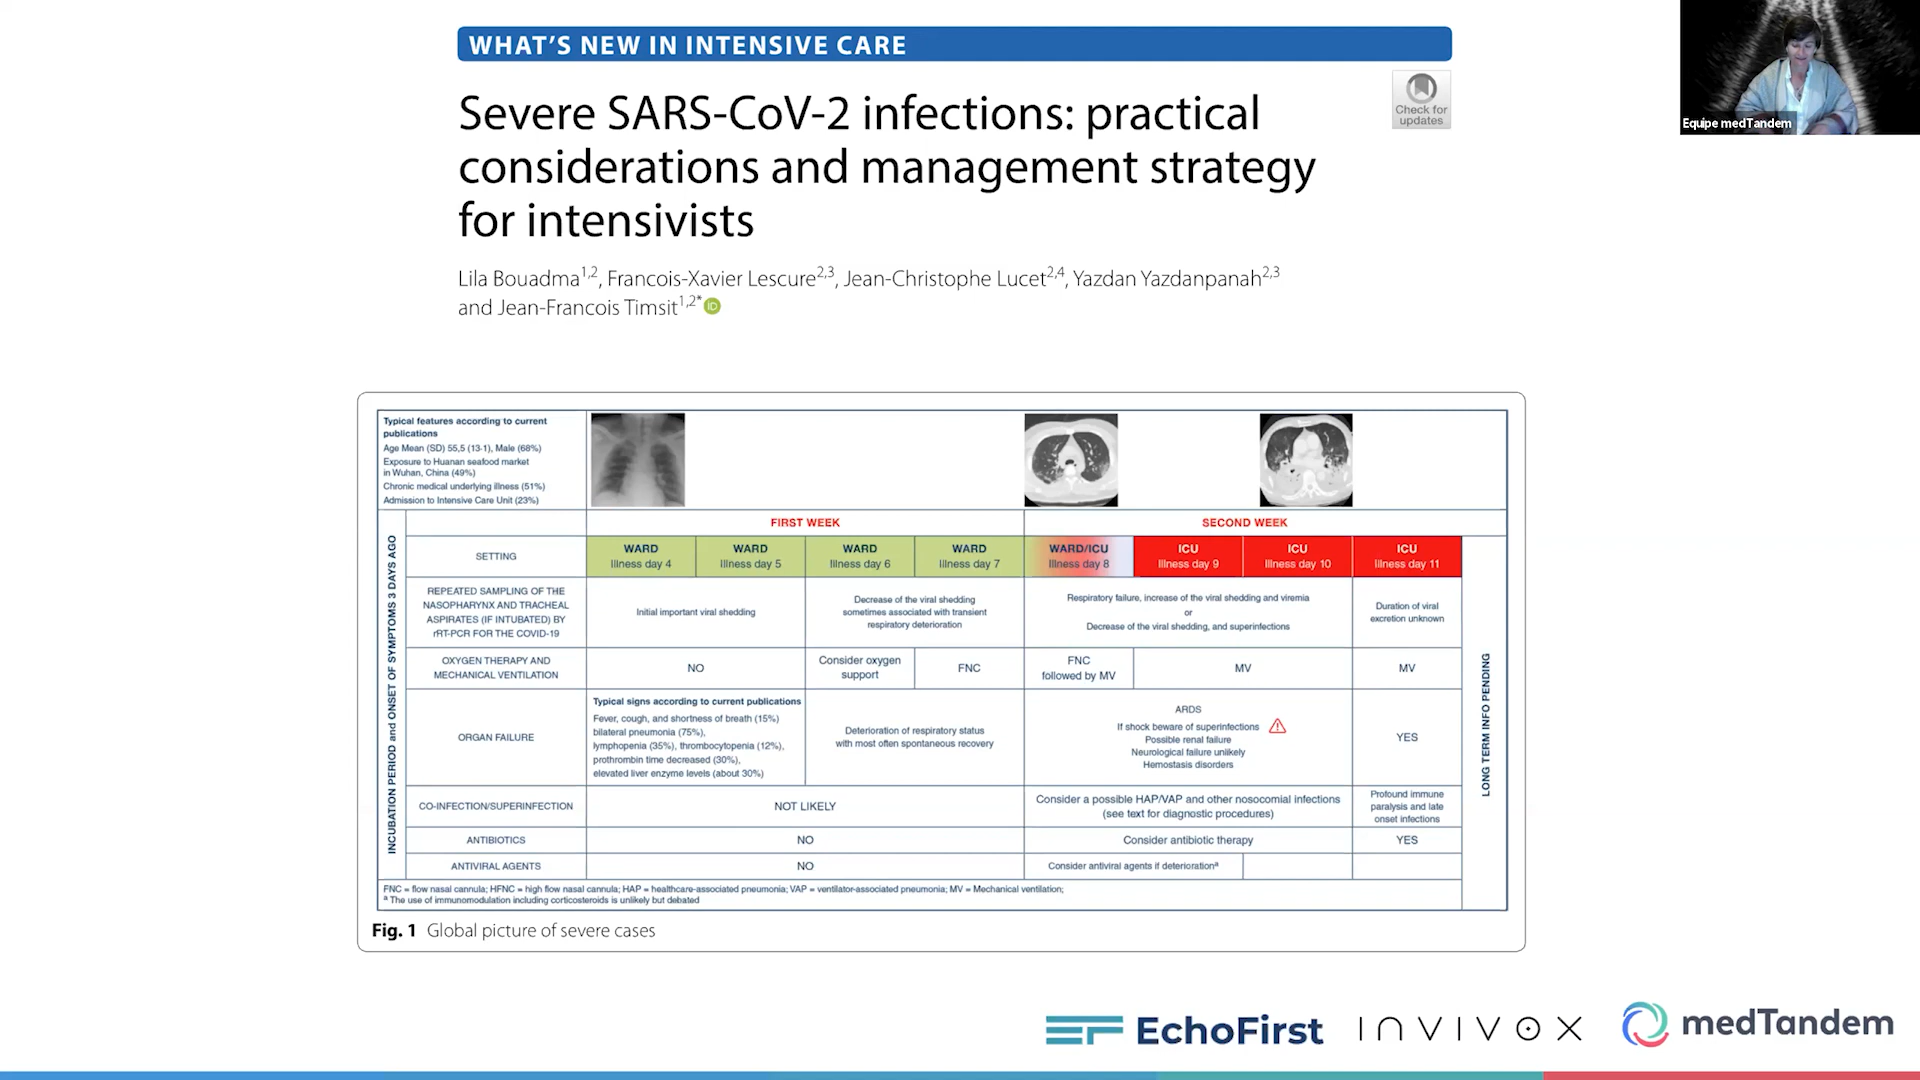 WHAT'S NEW IN INTENSIVE CARE
Severe SARS-CoV-2 infections: practical
considerations and management strategy
for intensivists
Check for
updates
Equipe medTandem
Lila Bouadma1,2, Francois-Xavier Lescure2,3, Jean-Christophe Lucet2,4, Yazdan Yazdanpanah2,3
and Jean-Francois Timsit1,2*
iD
Typical features according to current
publications
Age Mean (SD) 55,5 (13·1), Male (68%)
Exposure to Huanan seafood market
in Wuhan, China (49%)
Chronic medical underlying illness (51%)
Admission to Intensive Care Unit (23%)
INCUBATION PERIOD and ONSET OF SYMPTOMS 3 DAYS AGO
FIRST WEEK
SECOND WEEK
SETTING
WARD
Illness day 4
WARD
Illness day 5
WARD
Illness day 6
WARD
Illness day 7
WARD/ICU
Illness day 8
ICU
Illness day 9
ICU
Illness day 10
ICU
Illness day 11
REPEATED SAMPLING OF THE
NASOPHARYNX AND TRACHEAL
ASPIRATES (IF INTUBATED) BY
rRT-PCR FOR THE COVID-19
Initial important viral shedding
Decrease of the viral shedding
sometimes associated with transient
respiratory deterioration
Respiratory failure, increase of the viral shedding and viremia
or
Decrease of the viral shedding, and superinfections
Duration of viral
excretion unknown
OXYGEN THERAPY AND
MECHANICAL VENTILATION
NO
Consider oxygen
support
FNC
FNC
followed by MV
MV
MV
ORGAN FAILURE
Typical signs according to current publications
Fever, cough, and shortness of breath (15%)
bilateral pneumonia (75%),
lymphopenia (35%), thrombocytopenia (12%),
prothrombin time decreased (30%),
elevated liver enzyme levels (about 30%)
Deterioration of respiratory status
with most often spontaneous recovery
ARDS
If shock beware of superinfections
Possible renal failure
Neurological failure unlikely
Hemostasis disorders
YES
CO-INFECTION/SUPERINFECTION
NOT LIKELY
Consider a possible HAP/VAP and other nosocomial infections
(see text for diagnostic procedures)
Profound immune
paralysis and late
onset infections
ANTIBIOTICS
NO
Consider antibiotic therapy
YES
ANTIVIRAL AGENTS
NO
Consider antiviral agents if deteriorationa
LONG TERM INFO PENDING
FNC = flow nasal cannula; HFNC = high flow nasal cannula; HAP = healthcare-associated pneumonia; VAP = ventilator-associated pneumonia; MV = Mechanical ventilation;
a The use of immunomodulation including corticosteroids is unlikely but debated
Fig. 1 Global picture of severe cases
EchoFirst
INVIVOX
medTandem